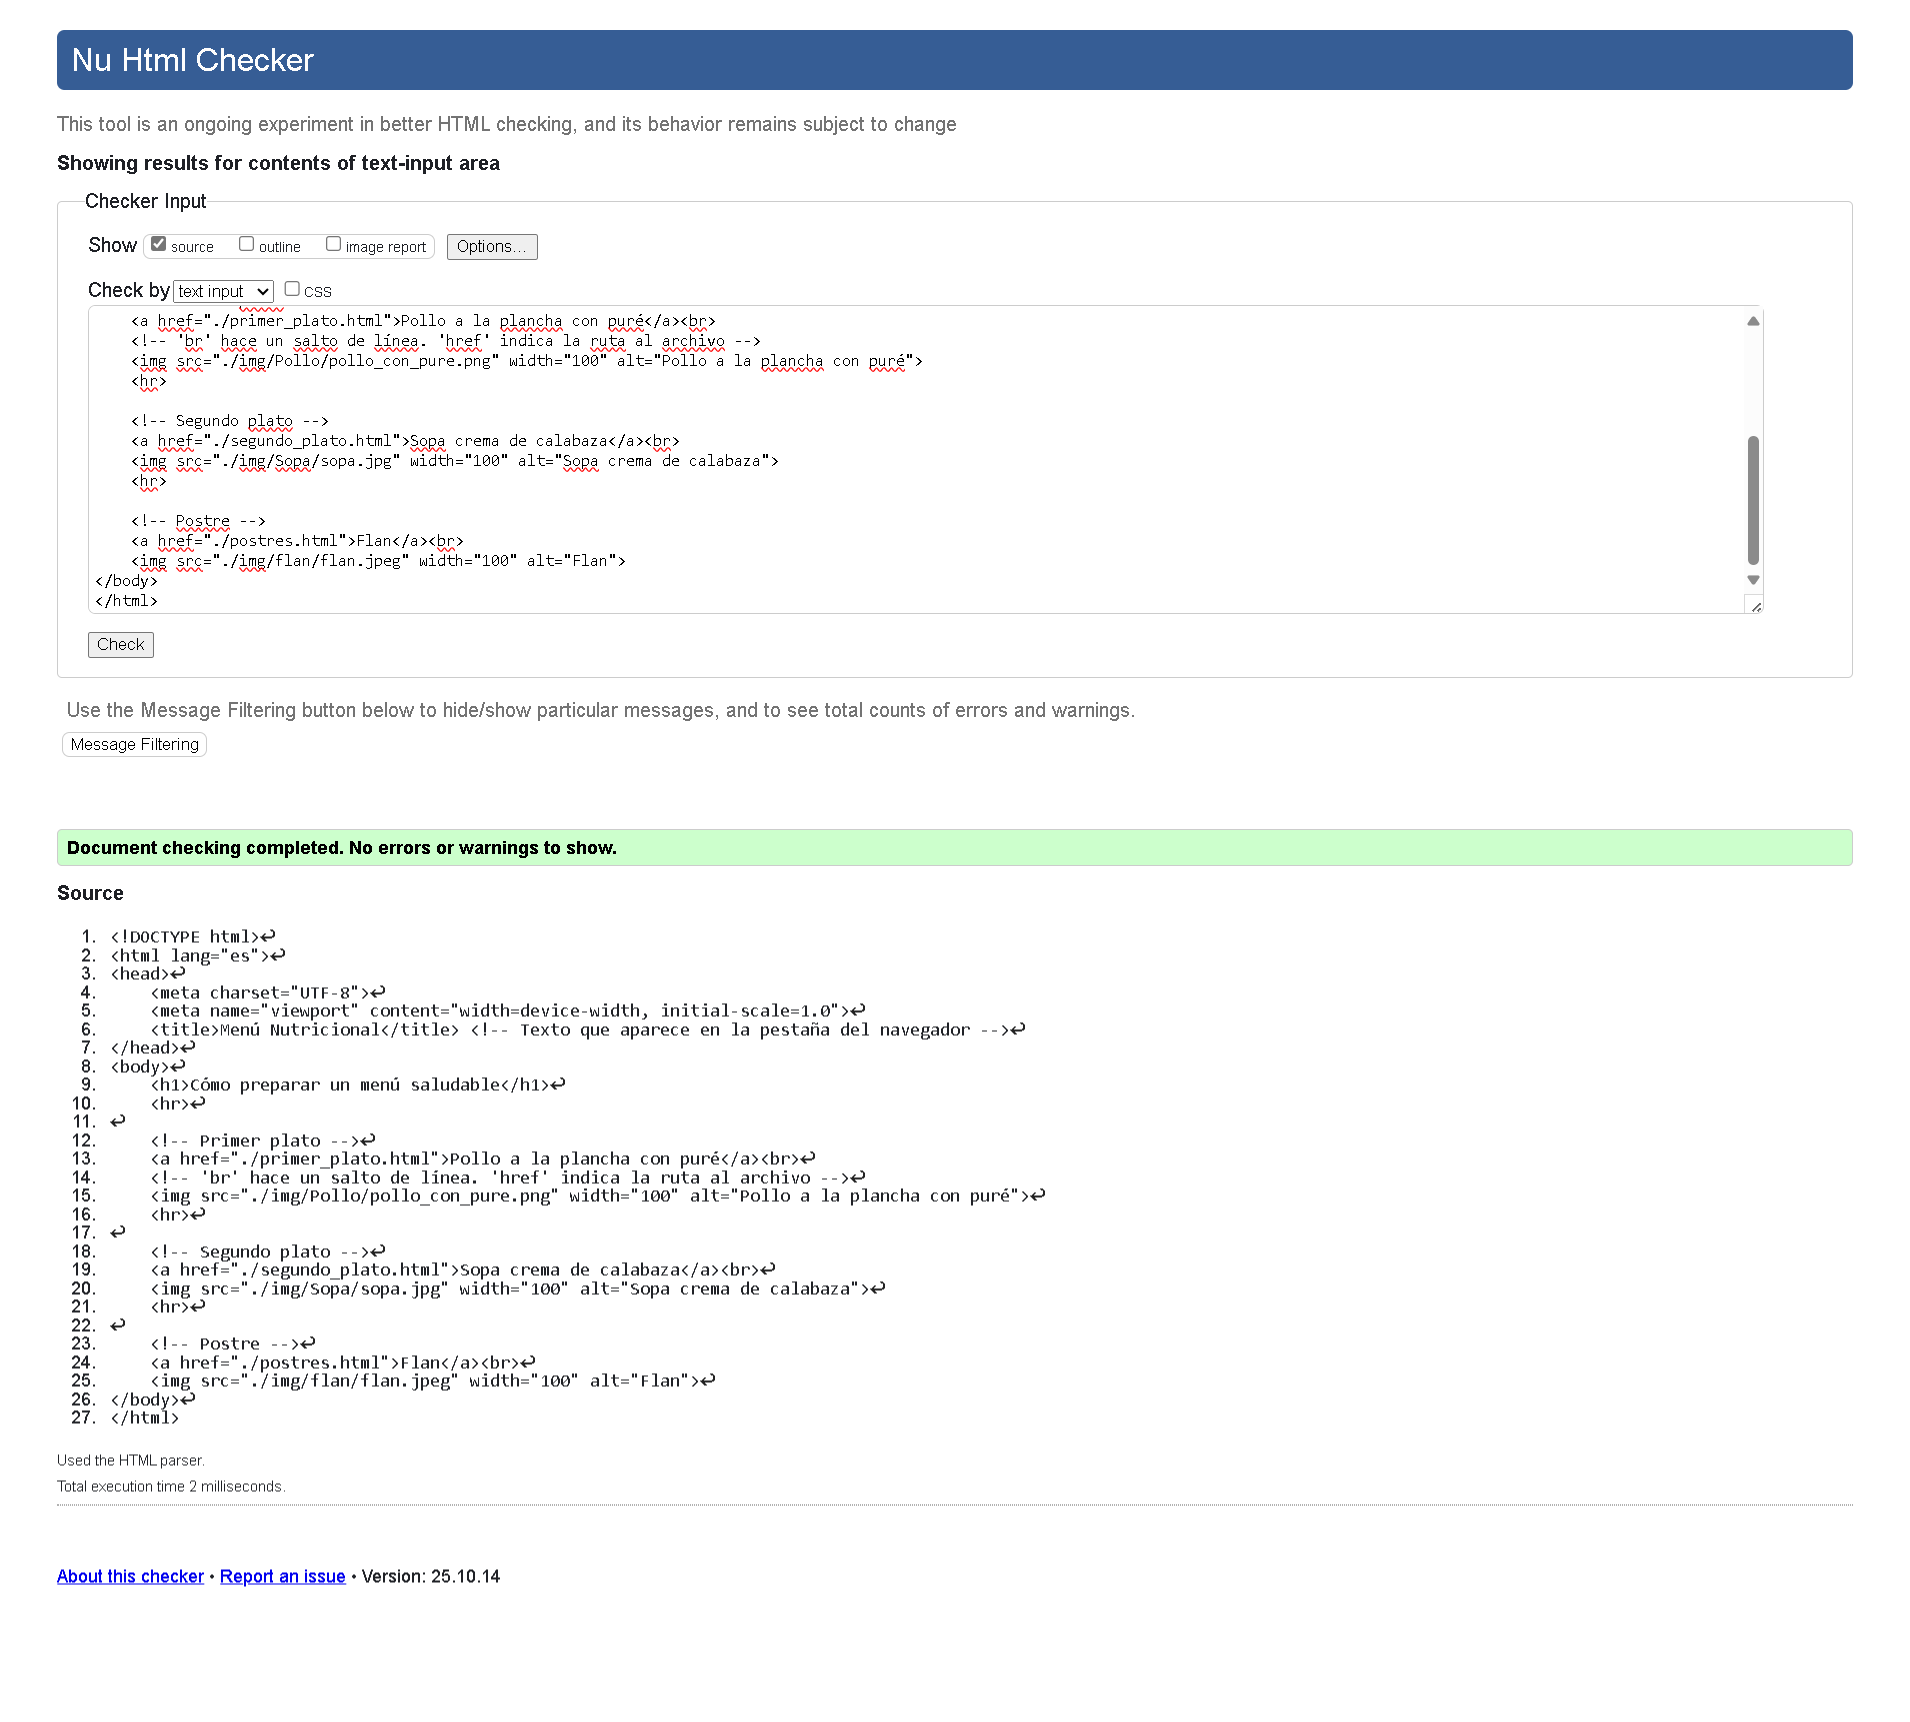 Nu Html Checker
This tool is an ongoing experiment in better HTML checking, and its behavior remains subject to change
Showing results for contents of text-input area
Checker Input
Show source outline image report Options...
Check by text input CSS
    <a href="./primer_plato.html">Pollo a la plancha con puré</a><br>
    <!-- 'br' hace un salto de línea. 'href' indica la ruta al archivo -->
    <img src="./img/Pollo/pollo_con_pure.png" width="100" alt="Pollo a la plancha con puré">
    <hr>
    <!-- Segundo plato -->
    <a href="./segundo_plato.html">Sopa crema de calabaza</a><br>
    <img src="./img/Sopa/sopa.jpg" width="100" alt="Sopa crema de calabaza">
    <hr>
    <!-- Postre -->
    <a href="./postres.html">Flan</a><br>
    <img src="./img/flan/flan.jpeg" width="100" alt="Flan">
</body>
</html>
Check
Use the Message Filtering button below to hide/show particular messages, and to see total counts of errors and warnings.
Message Filtering
Document checking completed. No errors or warnings to show.
Source
1. <!DOCTYPE html>↩
2. <html lang="es">↩
3. <head>↩
4.     <meta charset="UTF-8">↩
5.     <meta name="viewport" content="width=device-width, initial-scale=1.0">↩
6.     <title>Menú Nutricional</title> <!-- Texto que aparece en la pestaña del navegador -->↩
7. </head>↩
8. <body>↩
9.     <h1>Cómo preparar un menú saludable</h1>↩
10.     <hr>↩
11. ↩
12.     <!-- Primer plato -->↩
13.     <a href="./primer_plato.html">Pollo a la plancha con puré</a><br>↩
14.     <!-- 'br' hace un salto de línea. 'href' indica la ruta al archivo -->↩
15.     <img src="./img/Pollo/pollo_con_pure.png" width="100" alt="Pollo a la plancha con puré">↩
16.     <hr>↩
17. ↩
18.     <!-- Segundo plato -->↩
19.     <a href="./segundo_plato.html">Sopa crema de calabaza</a><br>↩
20.     <img src="./img/Sopa/sopa.jpg" width="100" alt="Sopa crema de calabaza">↩
21.     <hr>↩
22. ↩
23.     <!-- Postre -->↩
24.     <a href="./postres.html">Flan</a><br>↩
25.     <img src="./img/flan/flan.jpeg" width="100" alt="Flan">↩
26. </body>↩
27. </html>
Used the HTML parser.
Total execution time 2 milliseconds.
About this checker • Report an issue • Version: 25.10.14